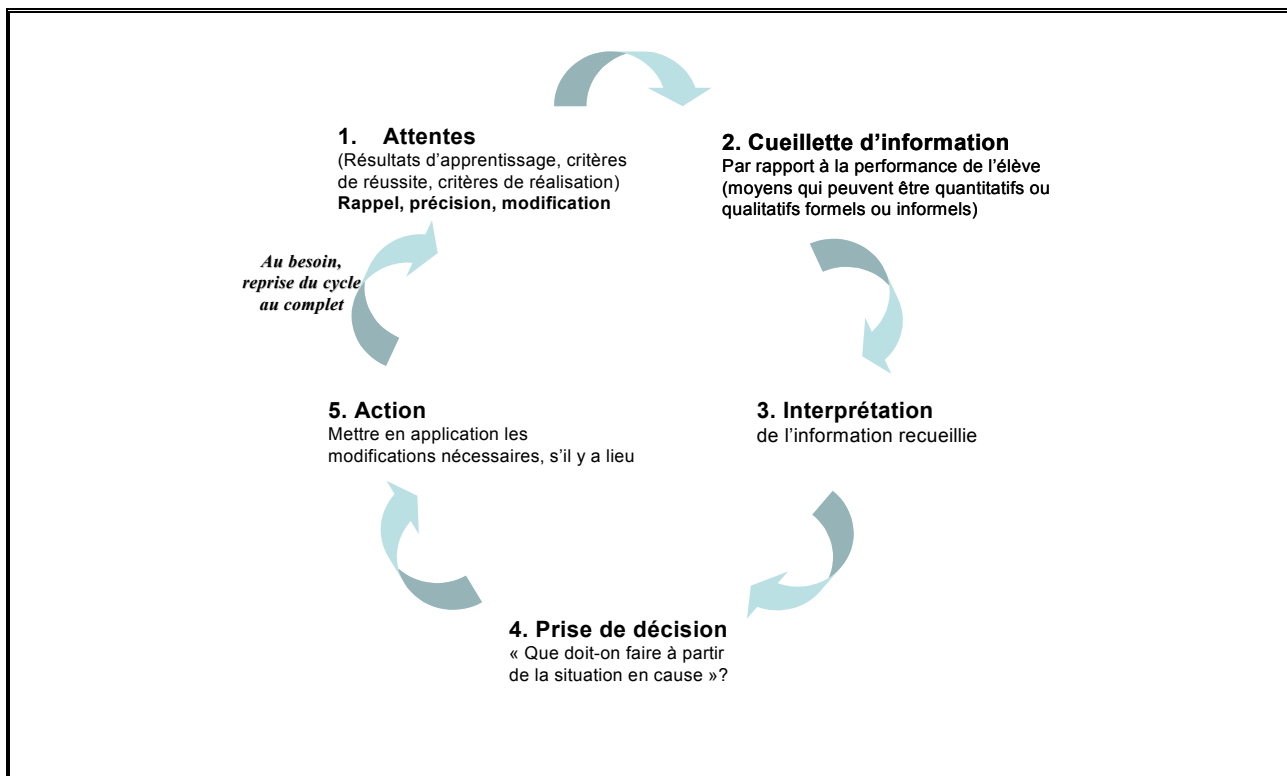 1. Attentes
(Résultats d'apprentissage, critères
de réussite, critères de réalisation)
Rappel, précision, modification
2. Cueillette d'information
Par rapport à la performance de l'élève
(moyens qui peuvent être quantitatifs ou
qualitatifs formels ou informels)
3. Interprétation
de l'information recueillie
4. Prise de décision
« Que doit-on faire à partir
de la situation en cause »?
5. Action
Mettre en application les
modifications nécessaires, s'il y a lieu
Au besoin,
reprise du cycle
au complet